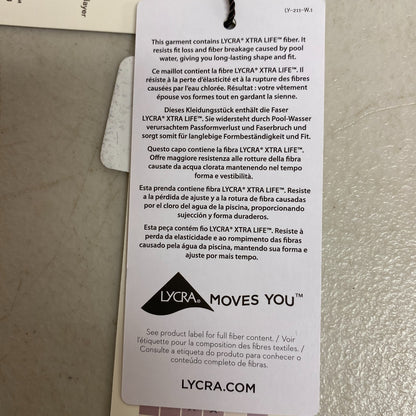 LY-211-W.1
ayer
This garment contains LYCRA® XTRA LIFE™ fiber. It
resists fit loss and fiber breakage caused by pool
water, giving you long-lasting shape and fit.
Ce maillot contient la fibre LYCRA® XTRA LIFE™. Il
résiste à la perte d'élasticité et à la rupture des fibres
causées par l'eau chlorée. Résultat : votre vêtement
épouse vos formes tout en gardant la sienne.
Dieses Kleidungsstück enthält die Faser
LYCRA® XTRA LIFE™. Sie widersteht durch Pool-Wasser
verursachtem Passformverlust und Faserbruch und
sorgt somit für langlebige Formbeständigkeit und Fit.
Questo capo contiene la fibra LYCRA® XTRA LIFE™.
Offre maggiore resistenza alle rotture della fibra
causate da acqua clorata mantenendo nel tempo
forma e vestibilità.
Esta prenda contiene fibra LYCRA® XTRA LIFE™. Resiste
a la pérdida de ajuste y a la rotura de fibra causadas
por el cloro del agua de la piscina, proporcionando
sujección y forma duraderos.
Esta peça contém fio LYCRA® XTRA LIFE™. Resiste à
perda da elasticidade e ao rompimento das fibras
causado pela água da piscina, mantendo sua forma e
ajuste por mais tempo.
LYCRA® MOVES YOU™
See product label for full fiber content. / Voir
l'étiquette pour la composition des fibres textiles. /
Consulte a etiqueta do produto para conhecer o
conteúdo completo de fibras.
LYCRA.COM